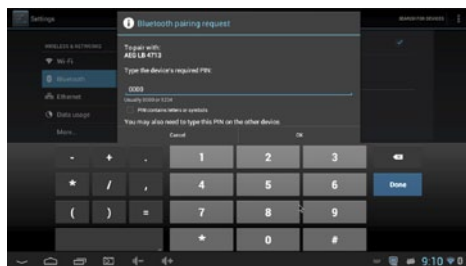 Settings
SEARCH FOR DEVICES
WIRELESS & NETWORKS
Wi-Fi
Bluetooth
Ethernet
Data usage
More...
Bluetooth pairing request
To pair with:
AEG LB 4713
Type the device's required PIN:
0000
Usually 0000 or 1234
PIN contains letters or symbols
You may also need to type this PIN on the other device.
Cancel OK
- + . 1 2 3
* / , 4 5 6 Done
( ) = 7 8 9
* 0 #
9:10